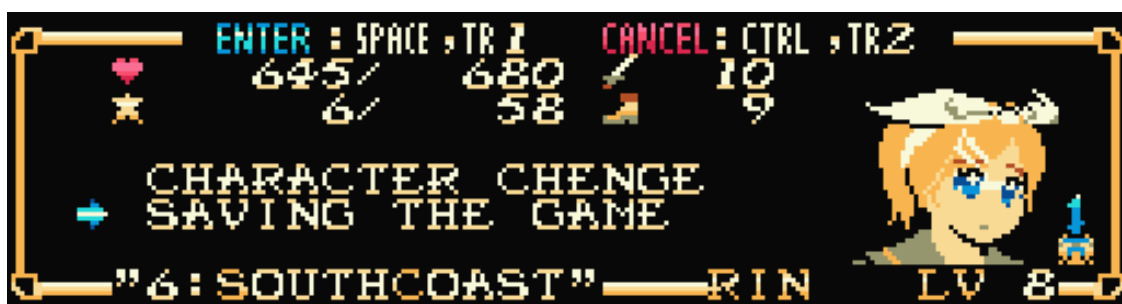 ENTER : SPACE ,TR 1 CANCEL: CTRL ,TR2
645/ 680 10
6/ 58 9
CHARACTER CHENGE
SAVING THE GAME
1
"6:SOUTHCOAST" RIN LV 8